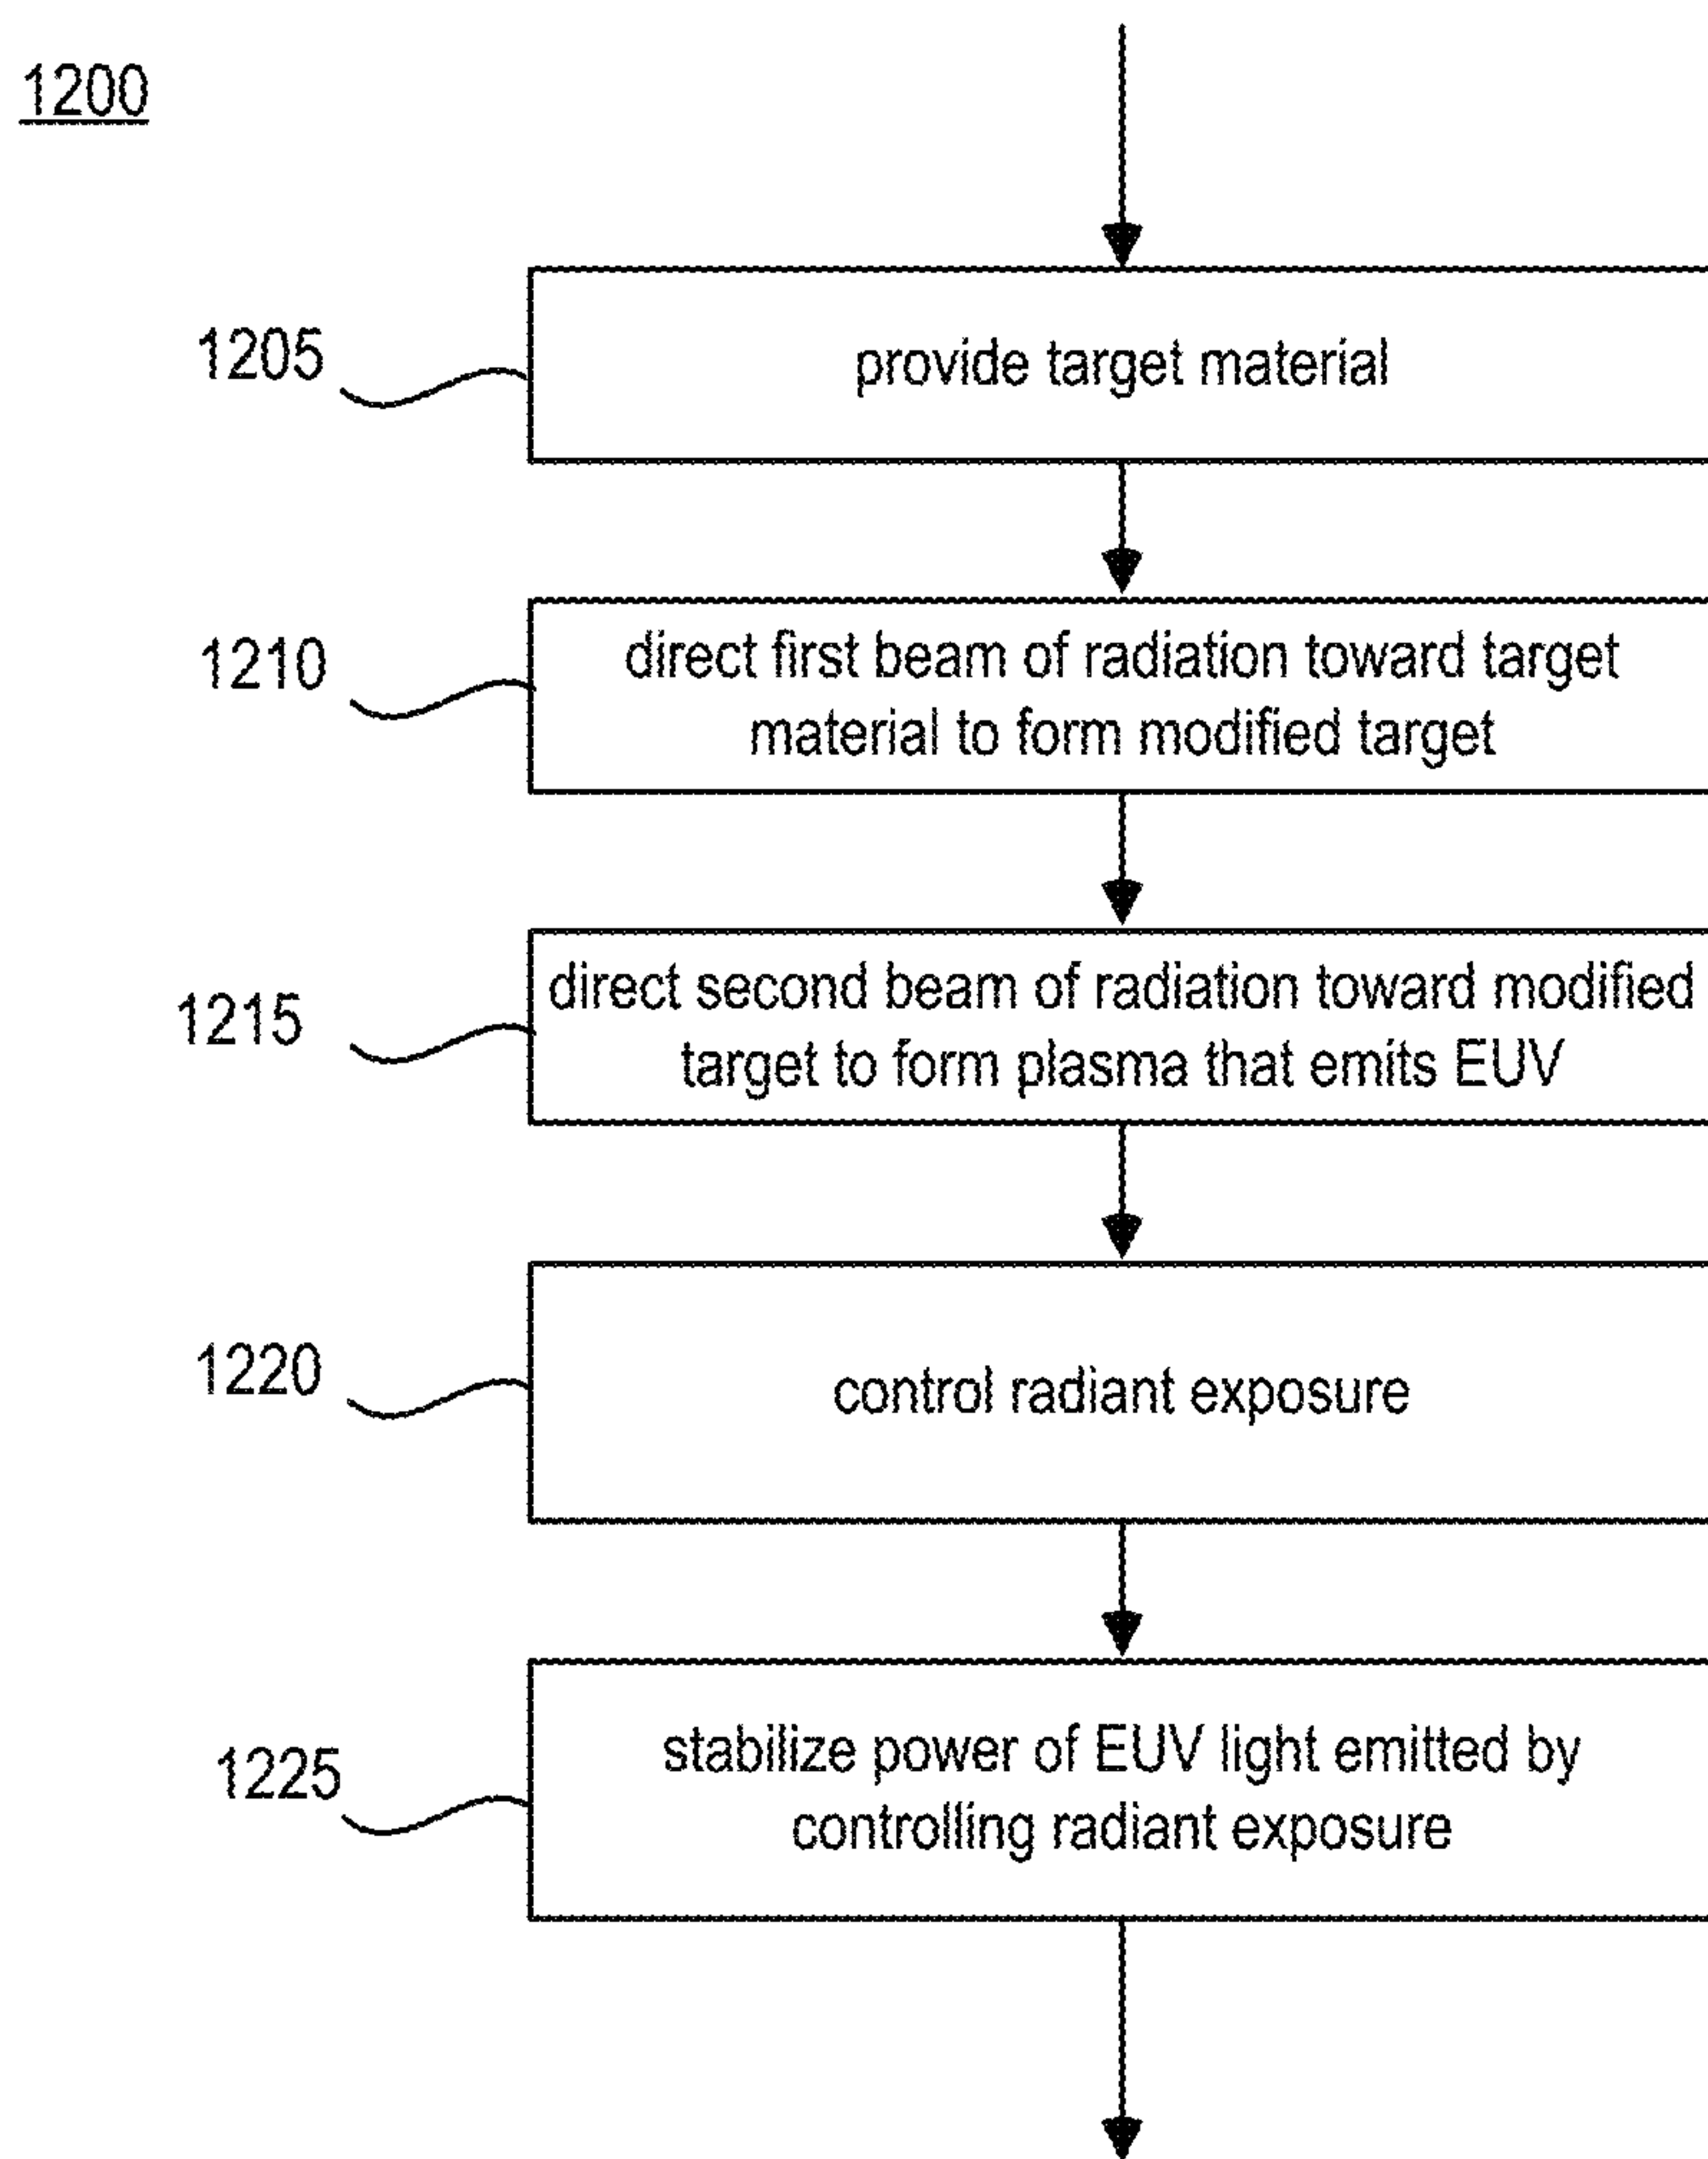 1200
1205
provide target material
1210
direct first beam of radiation toward target
material to form modified target
1215
direct second beam of radiation toward modified
target to form plasma that emits EUV
1220
control radiant exposure
1225
stabilize power of EUV light emitted by
controlling radiant exposure